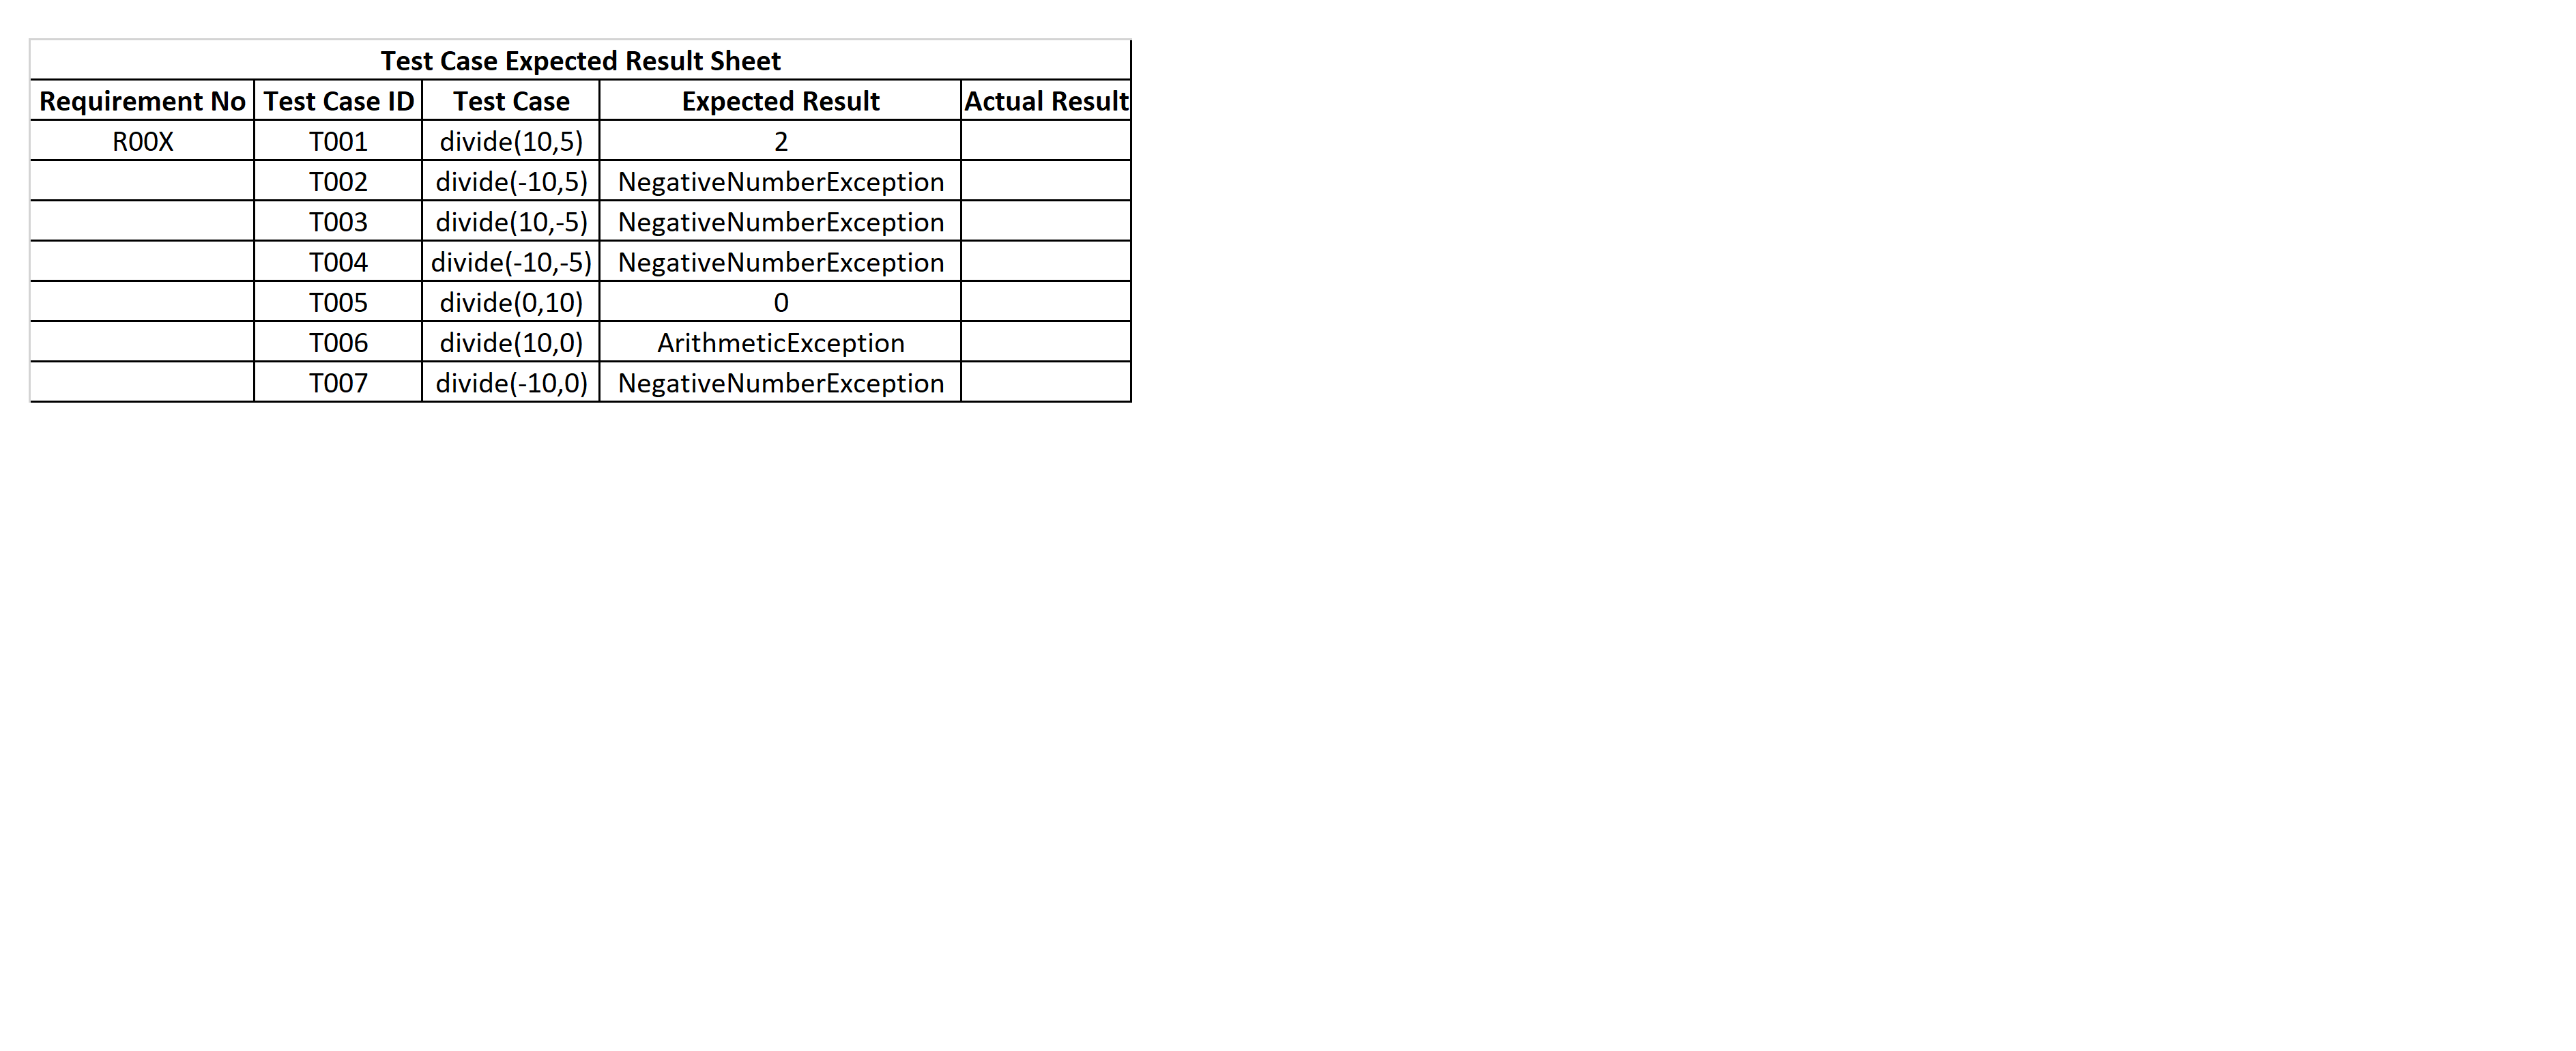 Test Case Expected Result Sheet
Requirement No Test Case ID Test Case Expected Result Actual Result
R00X T001 divide(10,5) 2
T002 divide(-10,5) NegativeNumberException
T003 divide(10,-5) NegativeNumberException
T004 divide(-10,-5) NegativeNumberException
T005 divide(0,10) 0
T006 divide(10,0) ArithmeticException
T007 divide(-10,0) NegativeNumberException